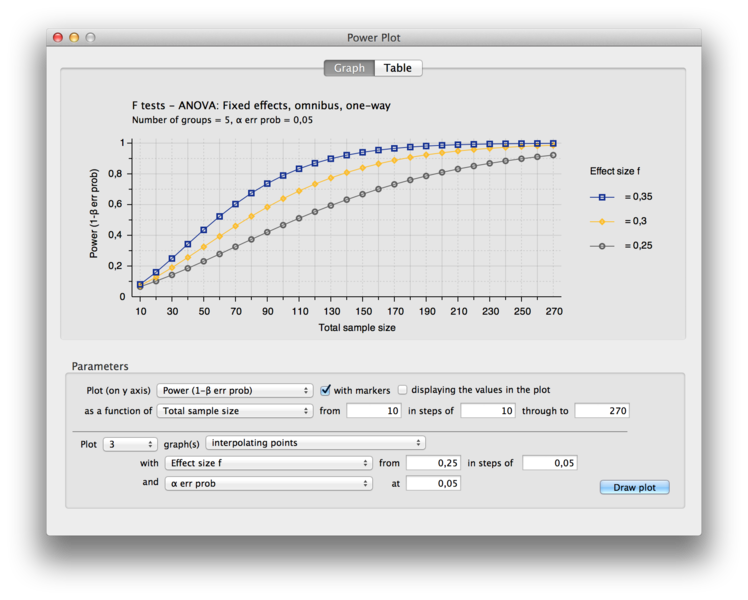 Power Plot
Graph Table
F tests - ANOVA: Fixed effects, omnibus, one-way
Number of groups = 5, α err prob = 0,05
Power (1-β err prob)
1
0,8
0,6
0,4
0,2
0
10 30 50 70 90 110 130 150 170 190 210 230 250 270
Total sample size
Effect size f
= 0,35
= 0,3
= 0,25
Parameters
Plot (on y axis) Power (1-β err prob) with markers displaying the values in the plot
as a function of Total sample size from 10 in steps of 10 through to 270
Plot 3 graph(s) interpolating points
with Effect size f from 0,25 in steps of 0,05
and α err prob at 0,05
Draw plot